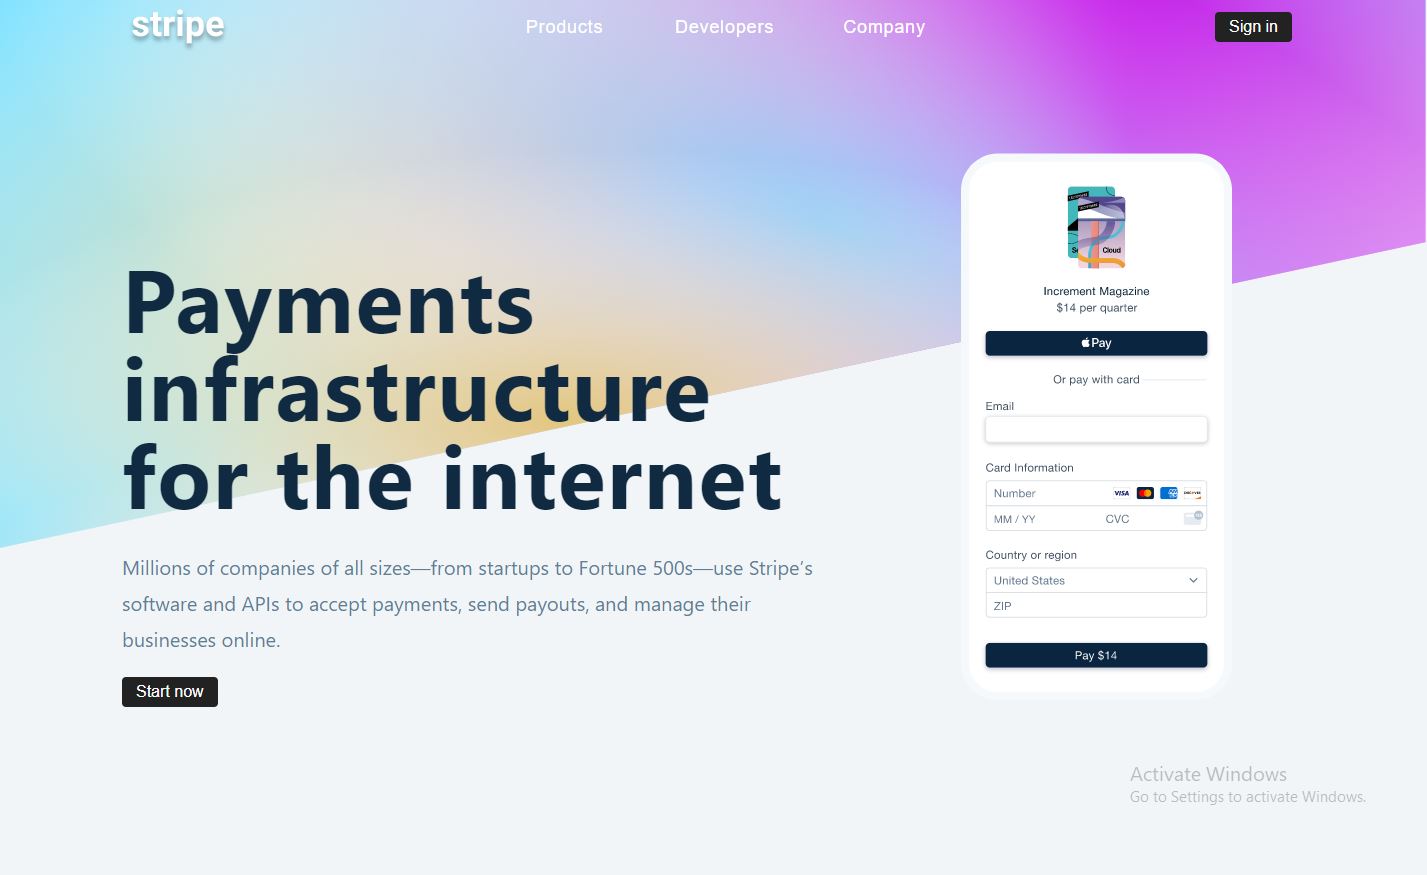 stripe
Products Developers Company
Sign in
Payments
infrastructure
for the internet
Millions of companies of all sizes—from startups to Fortune 500s—use Stripe’s
software and APIs to accept payments, send payouts, and manage their
businesses online.
Start now
Cloud
Increment Magazine
$14 per quarter
Pay
Or pay with card
Email
Card Information
Number VISA
MM / YY CVC
Country or region
United States
ZIP
Pay $14
Activate Windows
Go to Settings to activate Windows.